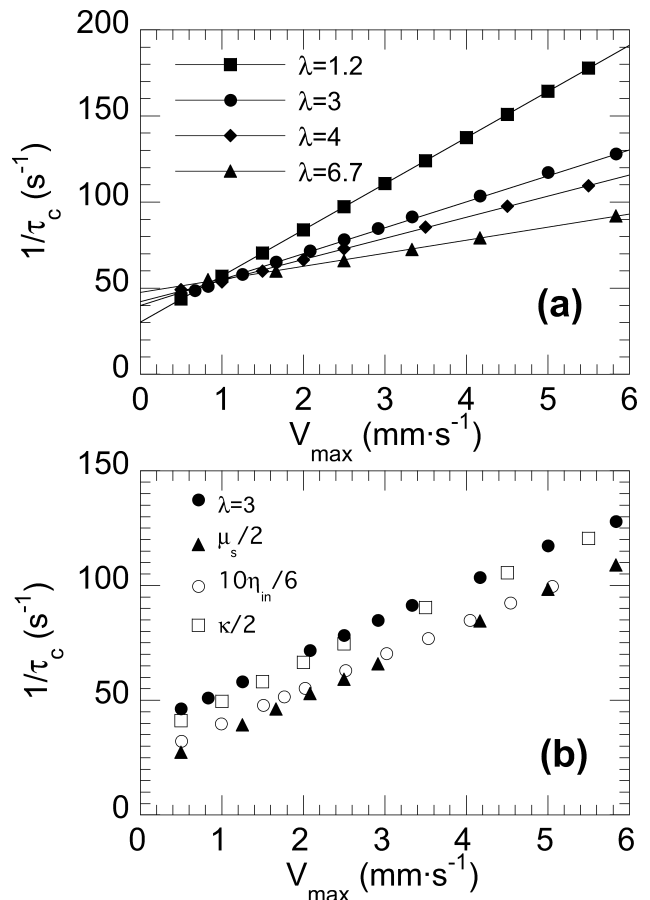 200
150
100
50
0
1/τc (s-1)
λ=1.2
λ=3
λ=4
λ=6.7
(a)
0 1 2 3 4 5 6
Vmax (mm·s-1)
150
100
50
0
1/τc (s-1)
λ=3
μs/2
10ηin/6
κ/2
(b)
0 1 2 3 4 5 6
Vmax (mm·s-1)